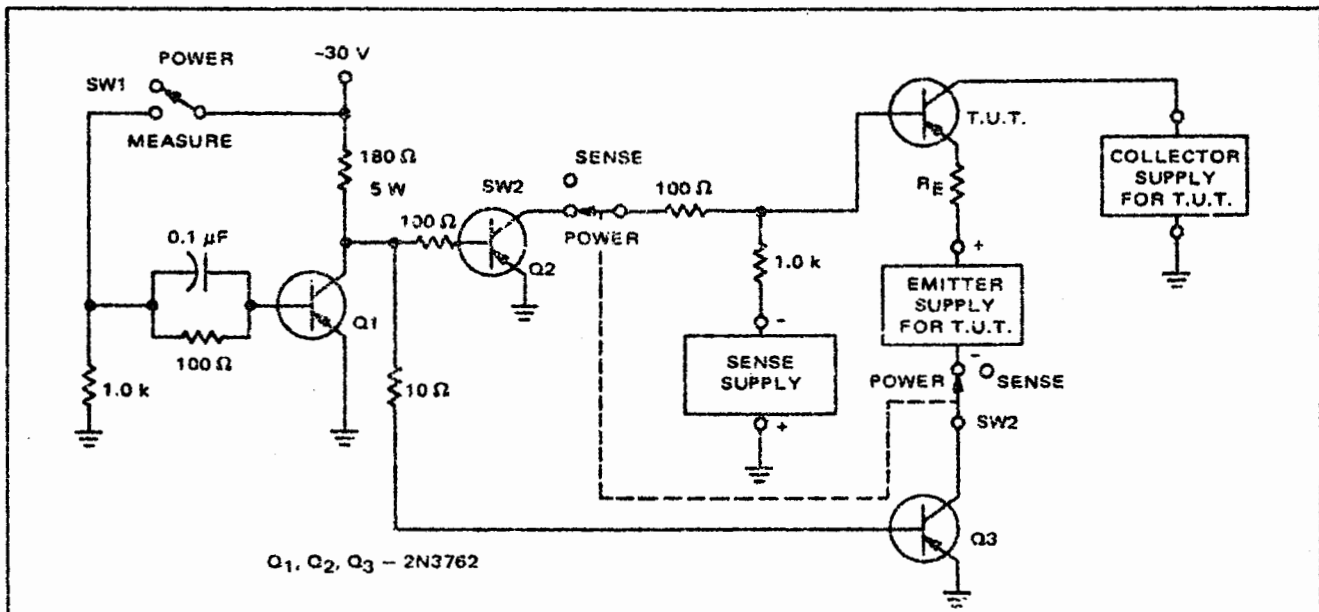 POWER
-30 V
SW1
MEASURE
180 Ω
5 W
0.1 µF
100 Ω
Q1
1.0 k
10 Ω
100 Ω
SW2
Q2
SENSE
POWER
100 Ω
1.0 k
-
SENSE
SUPPLY
+
T.U.T.
RE
+
EMITTER
SUPPLY
FOR T.U.T.
-
POWER
SENSE
SW2
Q3
COLLECTOR
SUPPLY
FOR T.U.T.
Q1, Q2, Q3 – 2N3762